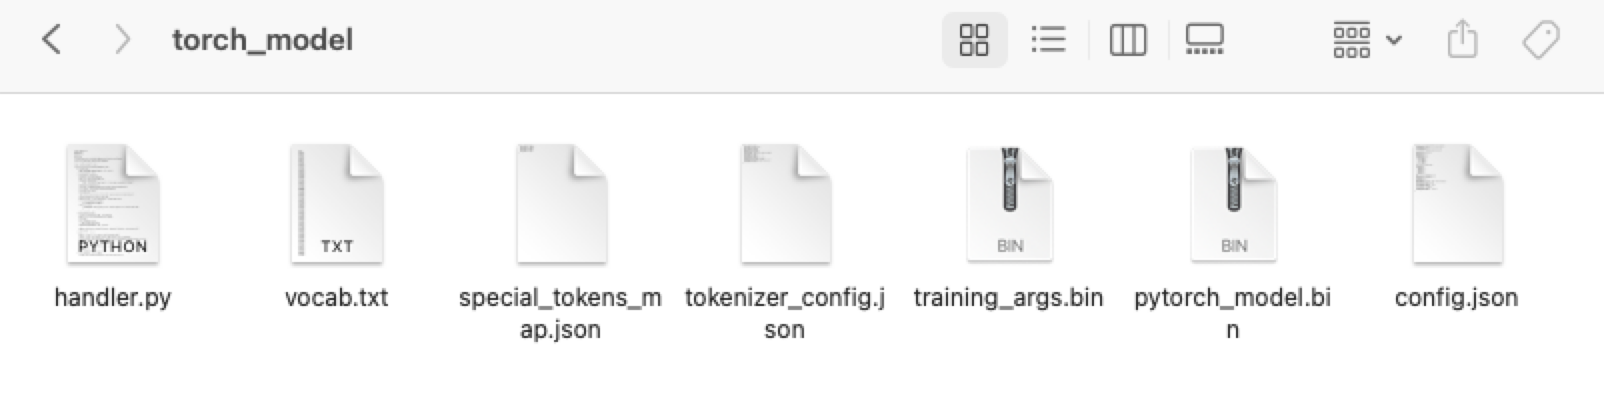 torch_model
PYTHON
TXT
BIN
BIN
handler.py
vocab.txt
special_tokens_m
ap.json
tokenizer_config.j
son
training_args.bin
pytorch_model.bi
n
config.json